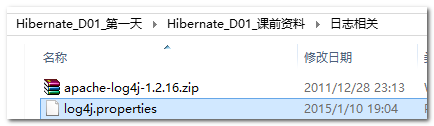 Hibernate_D01_第一天 ▸ Hibernate_D01_课前资料 ▸ 日志相关
名称 修改日期
apache-log4j-1.2.16.zip 2011/12/28 23:13
log4j.properties 2015/1/10 19:04